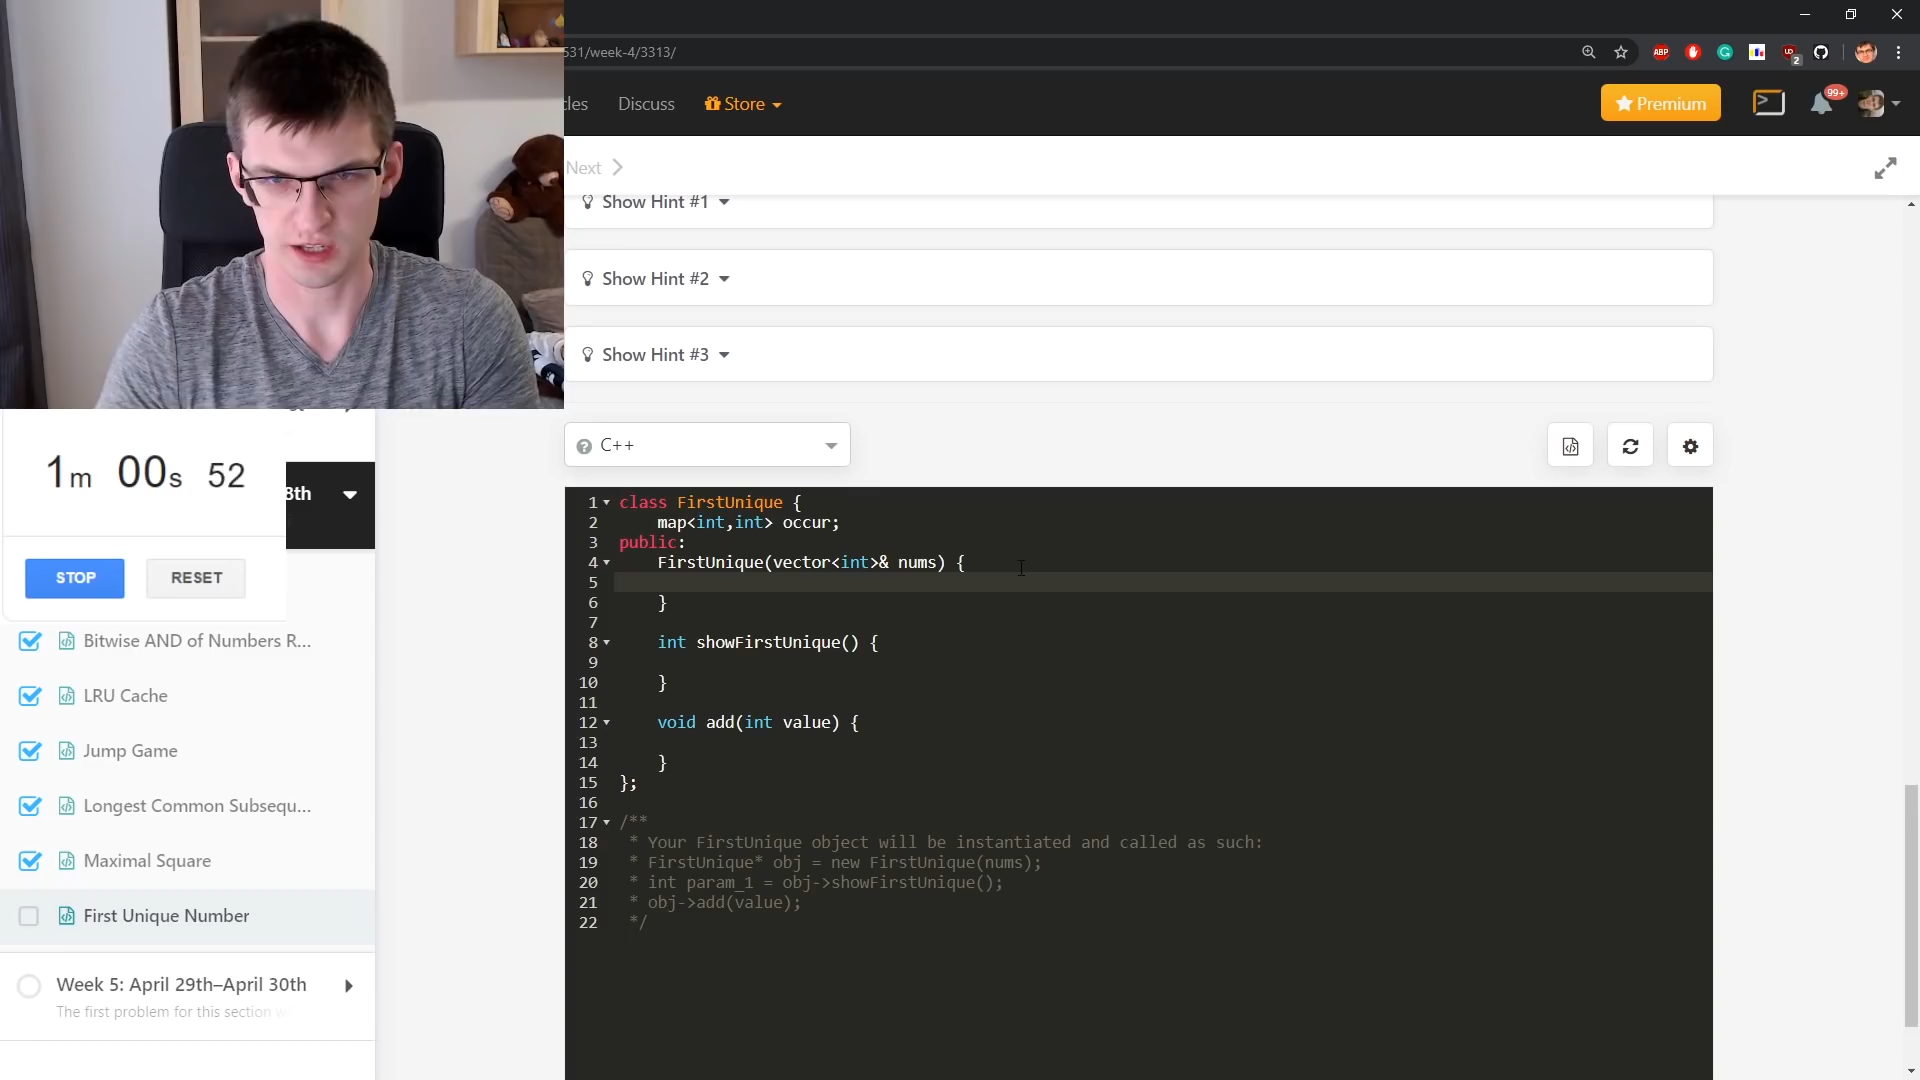 531/week-4/3313/
ABP
UD
2
cles
Discuss
Store
Premium
99+
Next
Show Hint #1
Show Hint #2
Show Hint #3
1m 00s 52
8th
STOP
RESET
C++
Bitwise AND of Numbers R...
LRU Cache
Jump Game
Longest Common Subsequ...
Maximal Square
First Unique Number
Week 5: April 29th–April 30th
The first problem for this section
1 class FirstUnique {
2 map<int,int> occur;
3 public:
4 FirstUnique(vector<int>& nums) {
5
6 }
7
8 int showFirstUnique() {
9
10 }
11
12 void add(int value) {
13
14 }
15 };
16
17 /**
18 * Your FirstUnique object will be instantiated and called as such:
19 * FirstUnique* obj = new FirstUnique(nums);
20 * int param_1 = obj->showFirstUnique();
21 * obj->add(value);
22 */